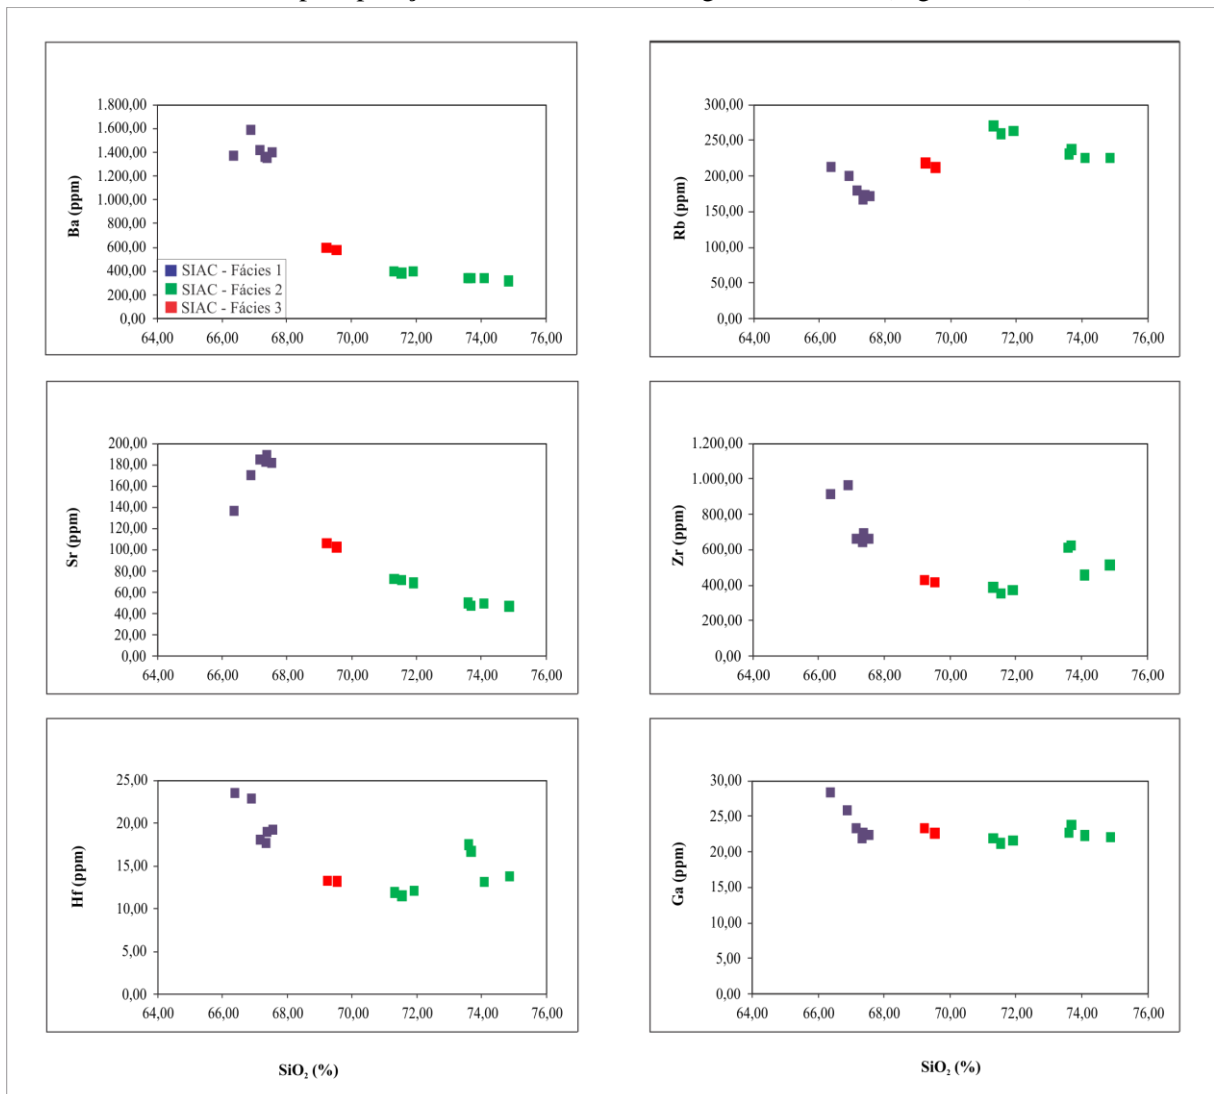 Ba (ppm)
1.800,00
1.600,00
1.400,00
1.200,00
1.000,00
800,00
600,00
400,00
200,00
0,00
64,00 66,00 68,00 70,00 72,00 74,00 76,00
SIAC - Fácies 1
SIAC - Fácies 2
SIAC - Fácies 3
Rb (ppm)
300,00
250,00
200,00
150,00
100,00
50,00
0,00
64,00 66,00 68,00 70,00 72,00 74,00 76,00
Sr (ppm)
200,00
180,00
160,00
140,00
120,00
100,00
80,00
60,00
40,00
20,00
0,00
64,00 66,00 68,00 70,00 72,00 74,00 76,00
Zr (ppm)
1.200,00
1.000,00
800,00
600,00
400,00
200,00
0,00
64,00 66,00 68,00 70,00 72,00 74,00 76,00
Hf (ppm)
25,00
20,00
15,00
10,00
5,00
0,00
64,00 66,00 68,00 70,00 72,00 74,00 76,00
SiO₂ (%)
Ga (ppm)
30,00
25,00
20,00
15,00
10,00
5,00
0,00
64,00 66,00 68,00 70,00 72,00 74,00 76,00
SiO₂ (%)